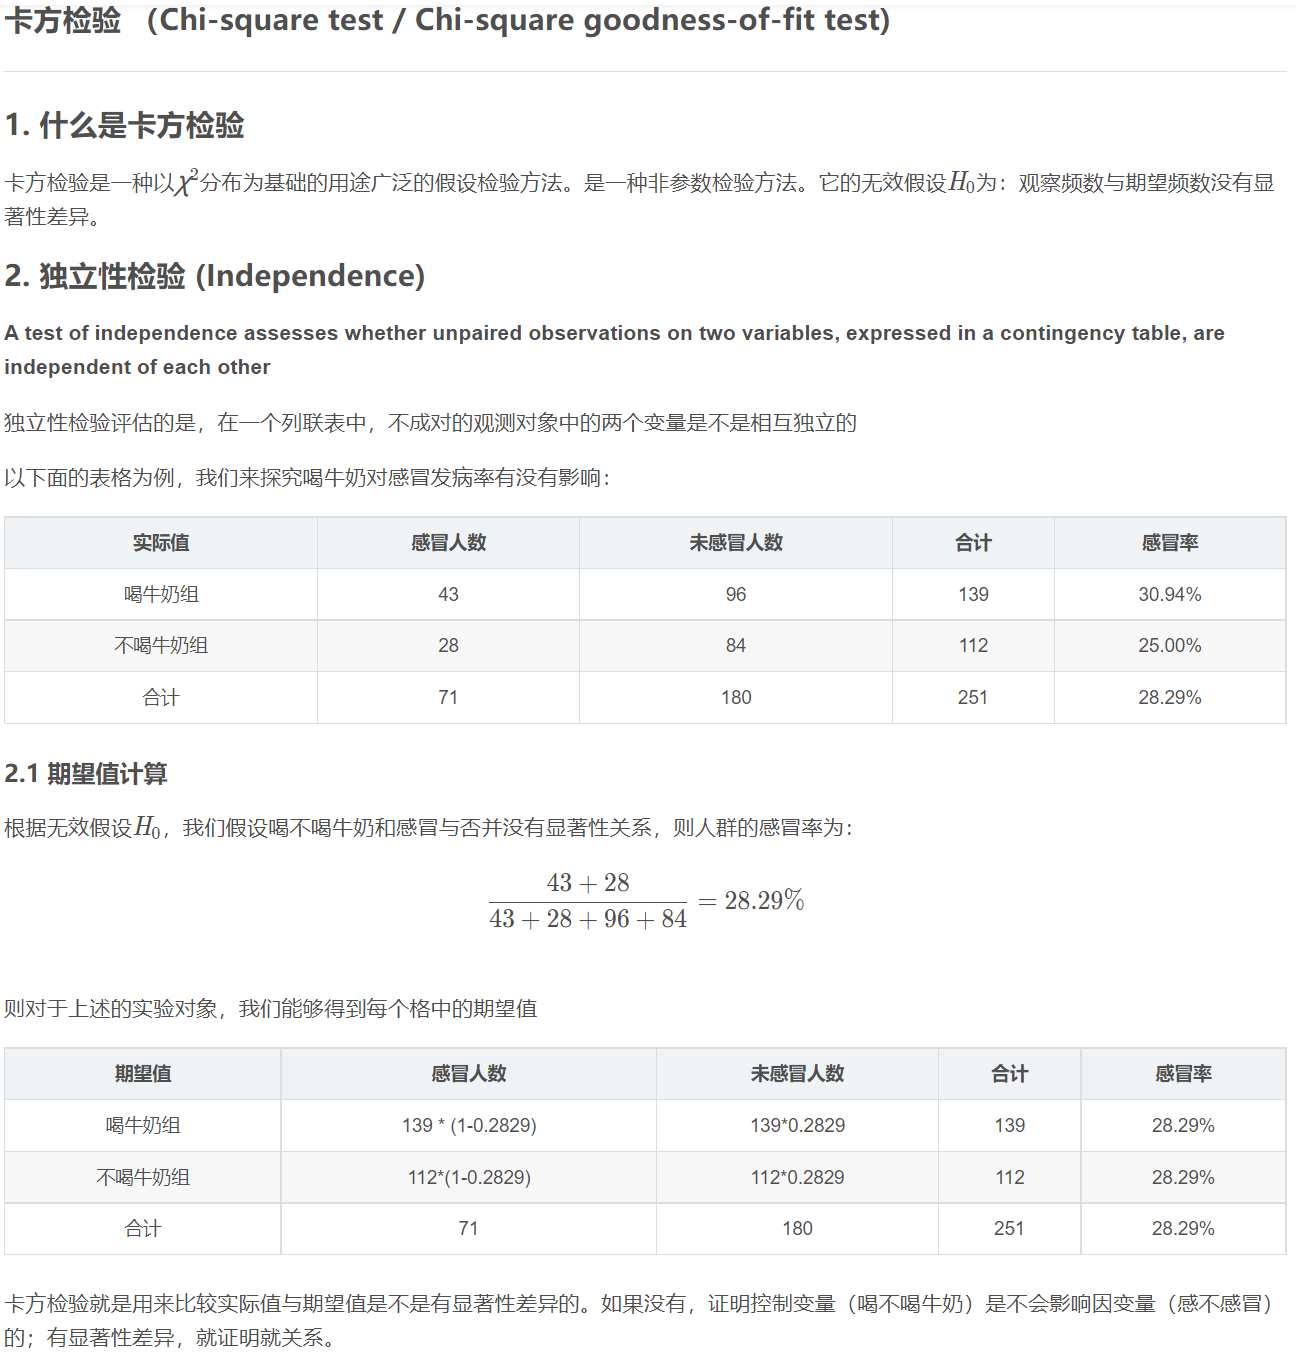 卡方检验 （Chi-square test / Chi-square goodness-of-fit test)
1. 什么是卡方检验
卡方检验是一种以χ²分布为基础的用途广泛的假设检验方法。是一种非参数检验方法。它的无效假设H₀为：观察频数与期望频数没有显
著性差异。
2. 独立性检验 (Independence)
A test of independence assesses whether unpaired observations on two variables, expressed in a contingency table, are
independent of each other
独立性检验评估的是，在一个列联表中，不成对的观测对象中的两个变量是不是相互独立的
以下面的表格为例，我们来探究喝牛奶对感冒发病率有没有影响：
实际值 感冒人数 未感冒人数 合计 感冒率
喝牛奶组 43 96 139 30.94%
不喝牛奶组 28 84 112 25.00%
合计 71 180 251 28.29%
2.1 期望值计算
根据无效假设H₀，我们假设喝不喝牛奶和感冒与否并没有显著性关系，则人群的感冒率为：
43 + 28
43 + 28 + 96 + 84
= 28.29%
则对于上述的实验对象，我们能够得到每个格中的期望值
期望值 感冒人数 未感冒人数 合计 感冒率
喝牛奶组 139 * (1-0.2829) 139*0.2829 139 28.29%
不喝牛奶组 112*(1-0.2829) 112*0.2829 112 28.29%
合计 71 180 251 28.29%
卡方检验就是用来比较实际值与期望值是不是有显著性差异的。如果没有，证明控制变量（喝不喝牛奶）是不会影响因变量（感不感冒）
的；有显著性差异，就证明就关系。